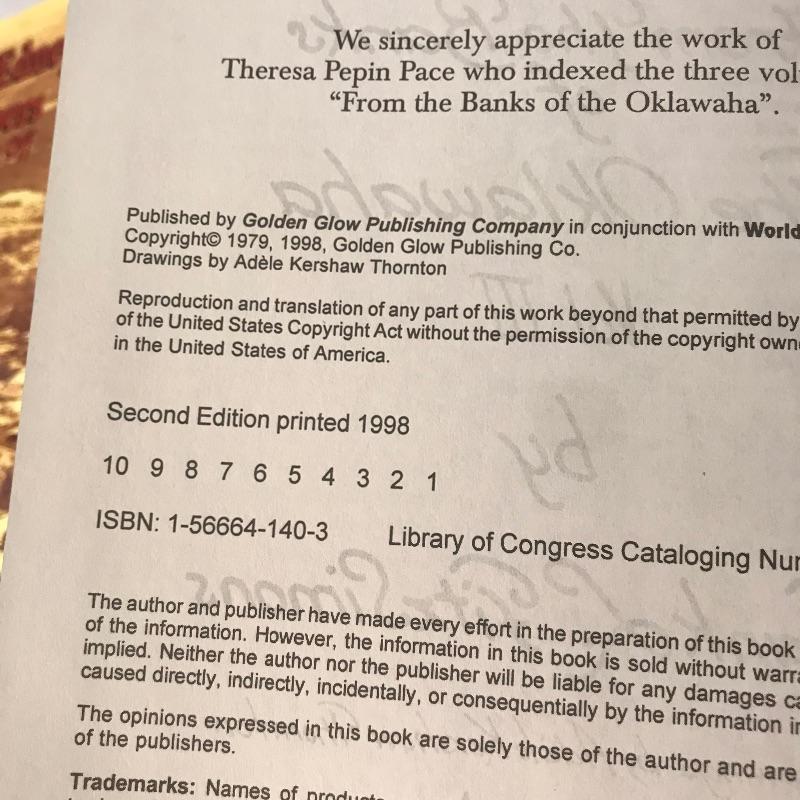 We sincerely appreciate the work of
Theresa Pepin Pace who indexed the three
“From the Banks of the Oklawaha”.
Published by Golden Glow Publishing Company in conjunction with World
Copyright© 1979, 1998, Golden Glow Publishing Co.
Drawings by Adèle Kershaw Thornton
Reproduction and translation of any part of this work beyond that permitted by
of the United States Copyright Act without the permission of the copyright
in the United States of America.
Second Edition printed 1998
10 9 8 7 6 5 4 3 2 1
ISBN: 1-56664-140-3 Library of Congress Cataloging
The author and publisher have made every effort in the preparation of this book
of the information. However, the information in this book is sold without
implied. Neither the author nor the publisher will be liable for any damages
caused directly, indirectly, incidentally, or consequentially by the information
The opinions expressed in this book are solely those of the author and are
of the publishers.
Trademarks: Names of products